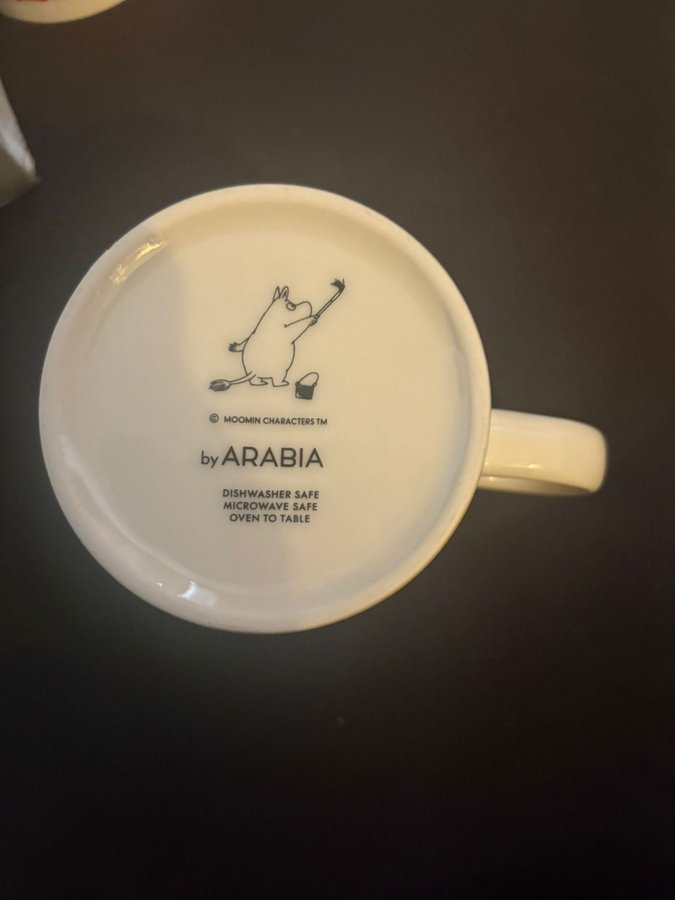 © MOOMIN CHARACTERS TM
by ARABIA
DISHWASHER SAFE
MICROWAVE SAFE
OVEN TO TABLE